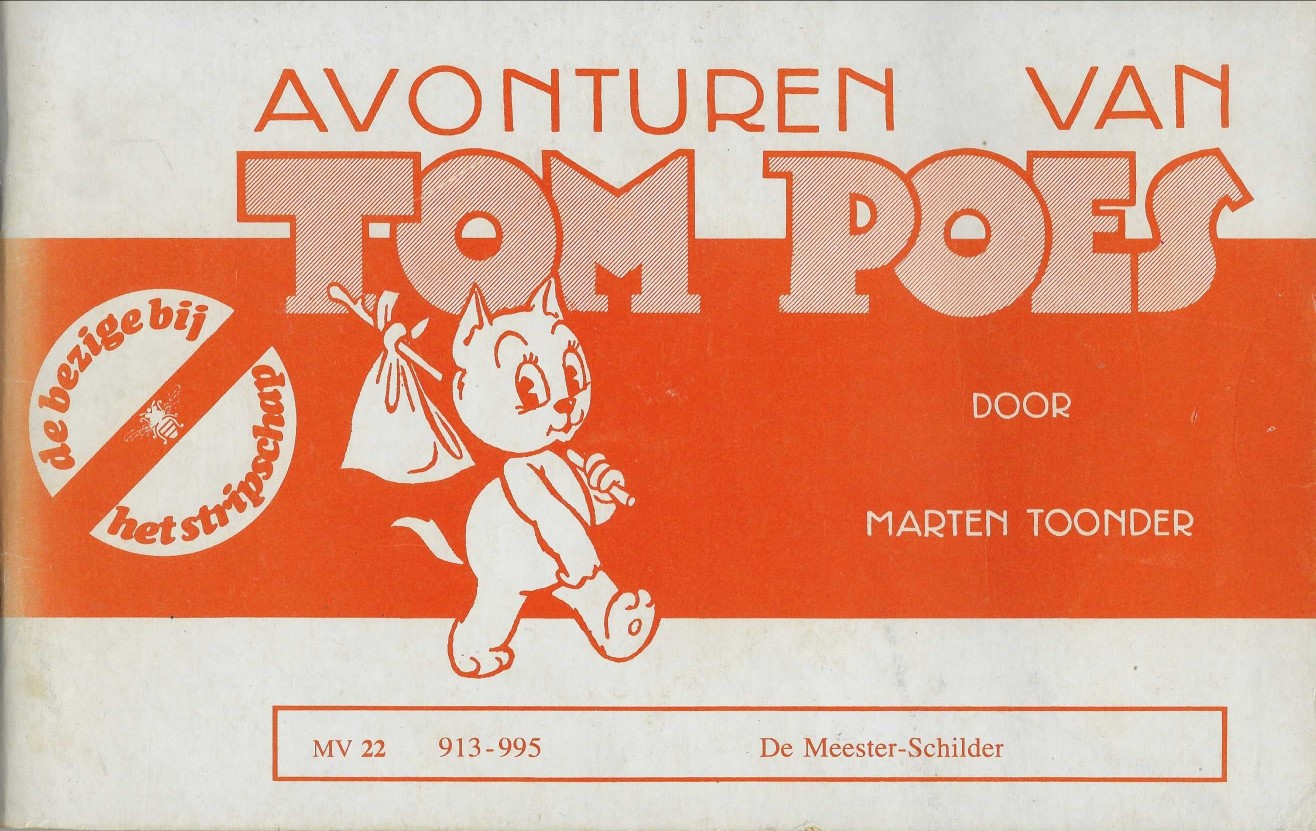 AVONTUREN VAN
TOM POES
de bezige bij
het stripschap
DOOR
MARTEN TOONDER
MV 22 913-995 De Meester-Schilder